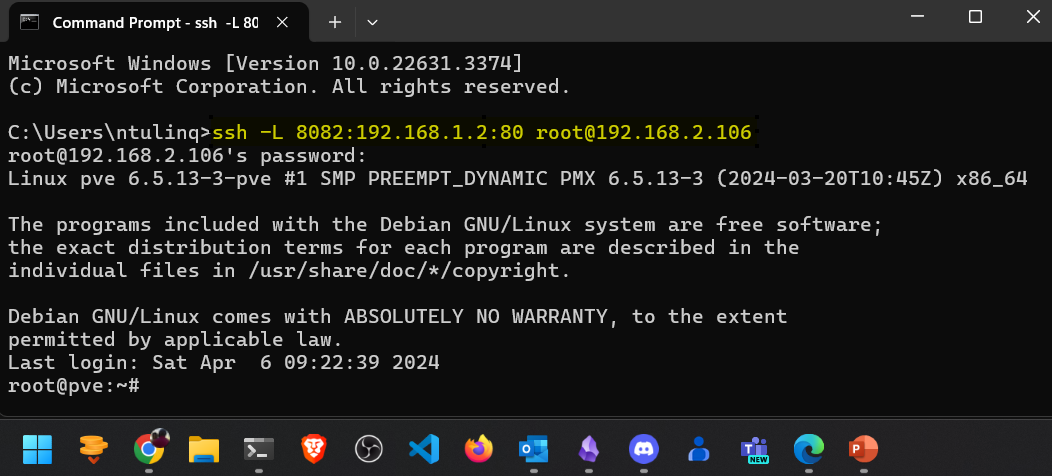 Command Prompt - ssh -L 80
Microsoft Windows [Version 10.0.22631.3374]
(c) Microsoft Corporation. All rights reserved.
C:\Users\ntulinq>ssh -L 8082:192.168.1.2:80 root@192.168.2.106
root@192.168.2.106's password:
Linux pve 6.5.13-3-pve #1 SMP PREEMPT_DYNAMIC PMX 6.5.13-3 (2024-03-20T10:45Z) x86_64
The programs included with the Debian GNU/Linux system are free software;
the exact distribution terms for each program are described in the
individual files in /usr/share/doc/*/copyright.
Debian GNU/Linux comes with ABSOLUTELY NO WARRANTY, to the extent
permitted by applicable law.
Last login: Sat Apr  6 09:22:39 2024
root@pve:~#
NEW